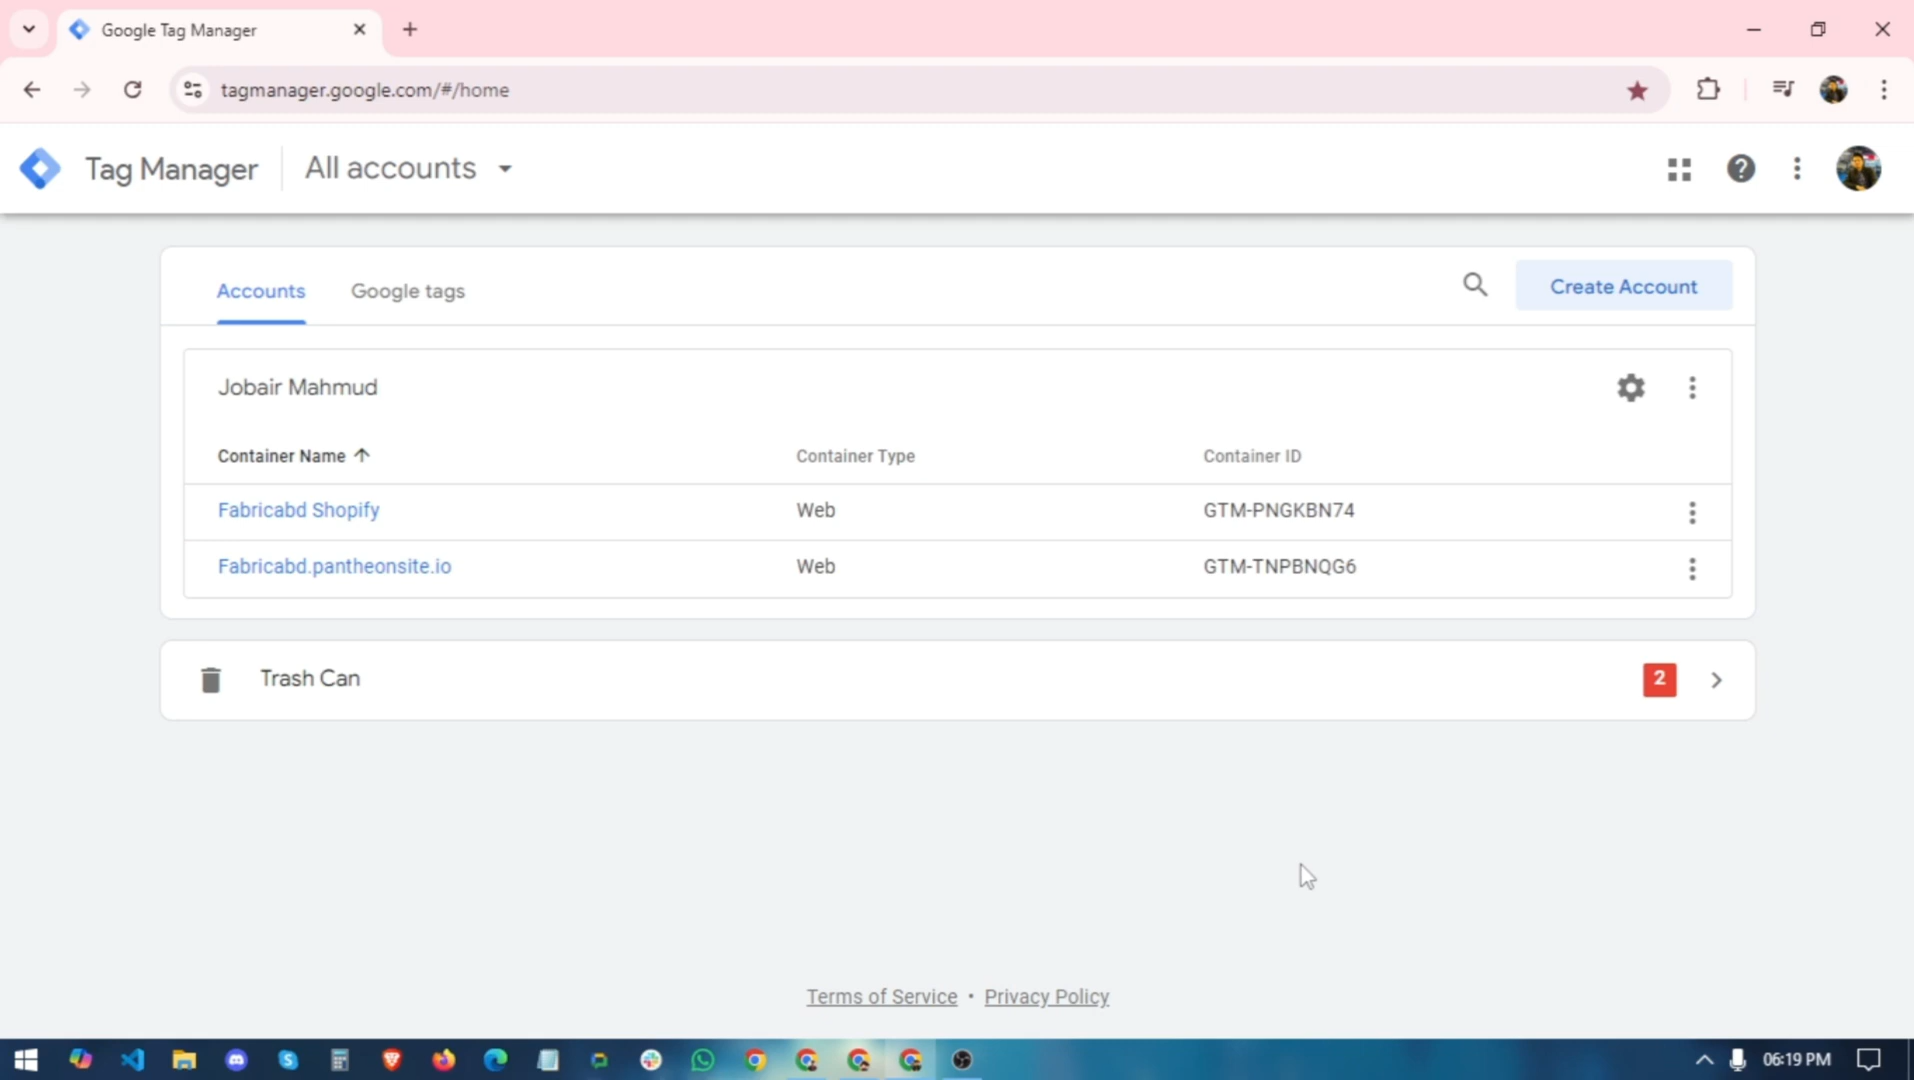 Google Tag Manager
tagmanager.google.com/#/home
Tag Manager
All accounts
Accounts
Google tags
Create Account
Jobair Mahmud
Container Name
Container Type
Container ID
Fabricabd Shopify
Web
GTM-PNGKBN74
Fabricabd.pantheonsite.io
Web
GTM-TNPBNQG6
Trash Can
2
Terms of Service • Privacy Policy
06:19 PM